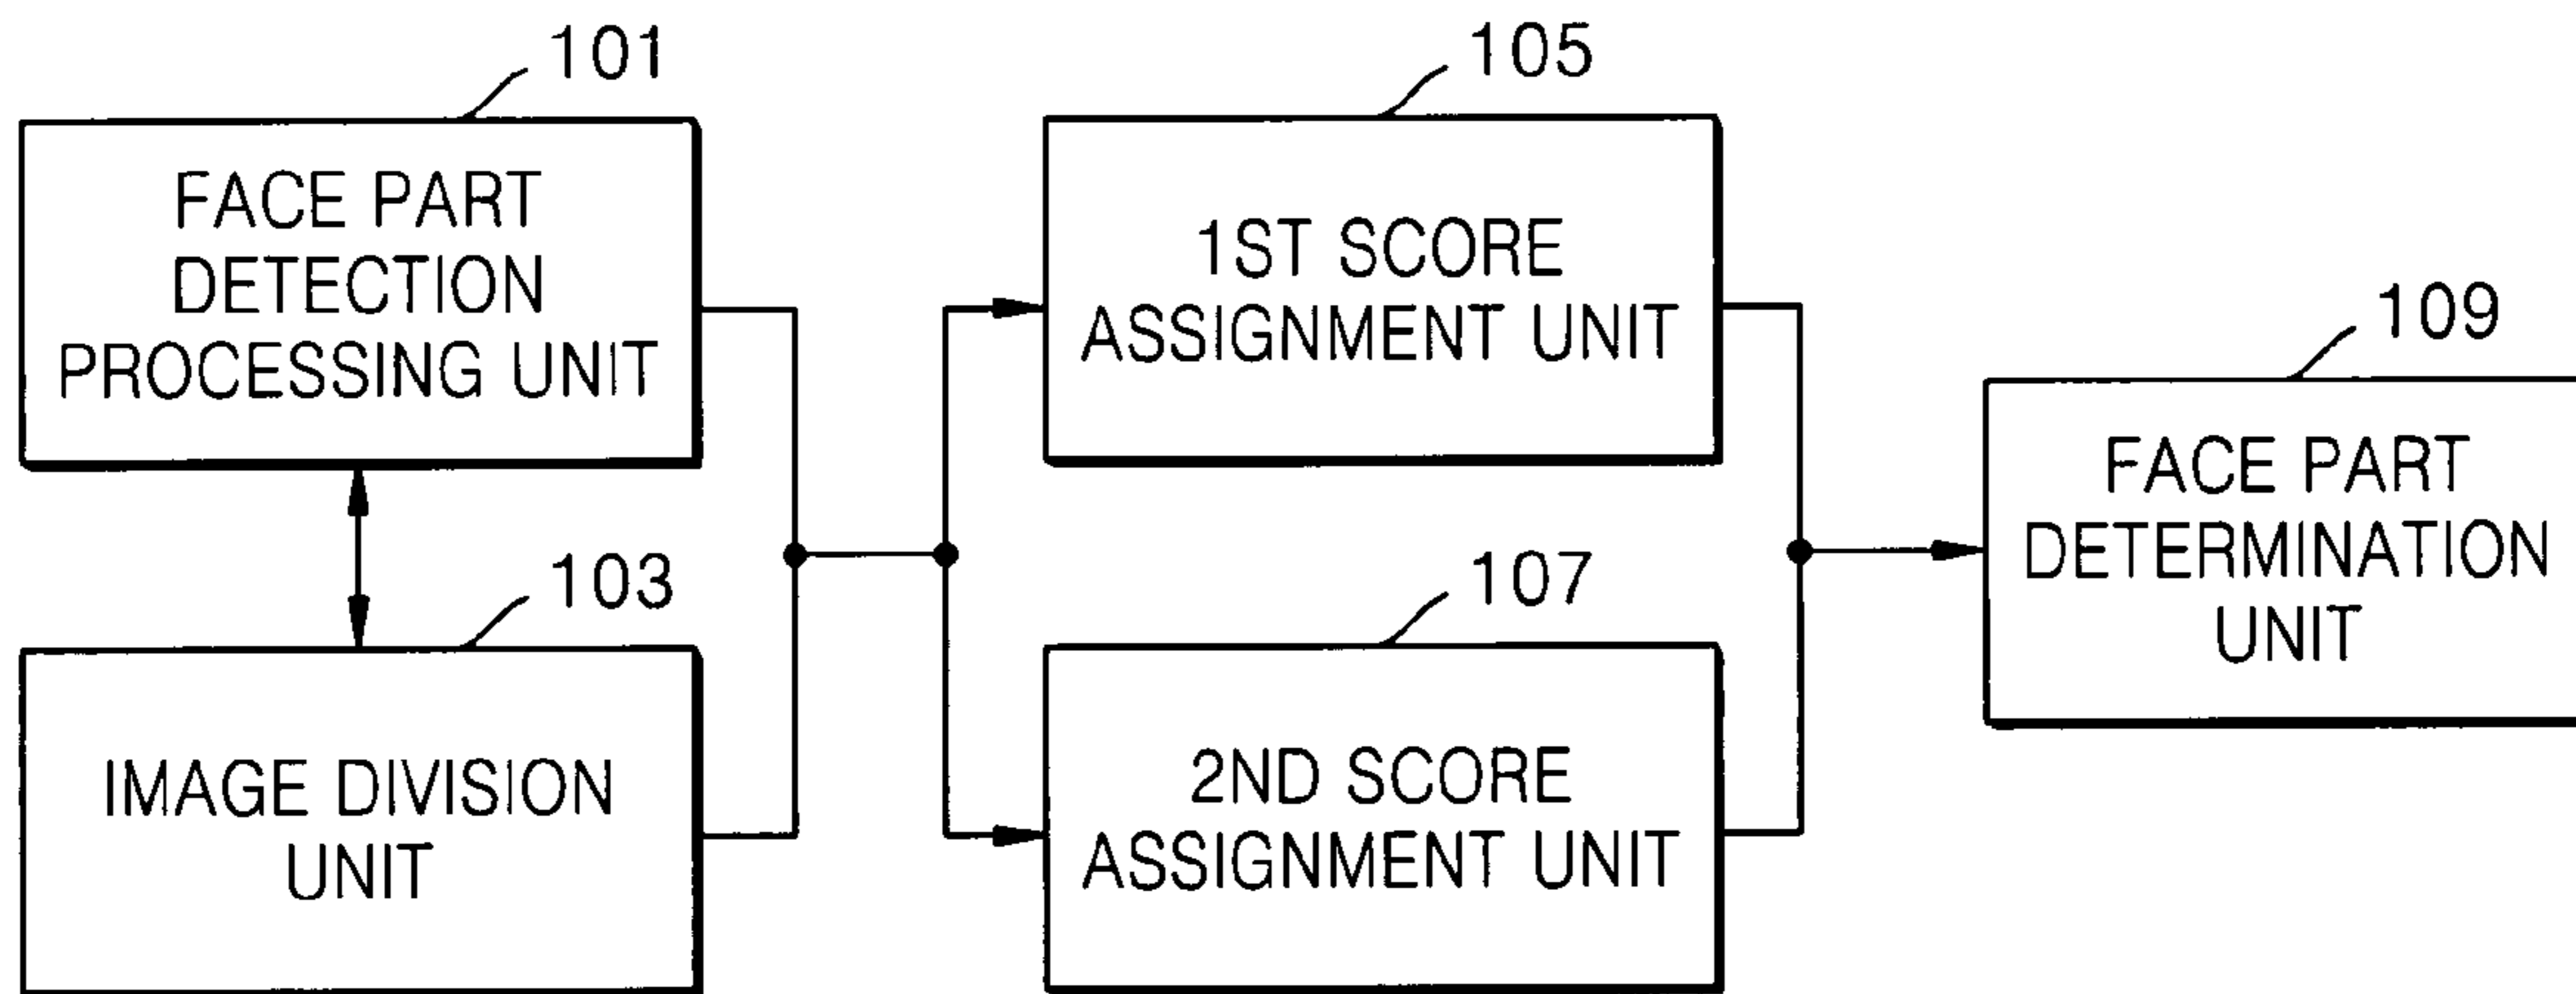 101
FACE PART
DETECTION
PROCESSING UNIT
103
IMAGE DIVISION
UNIT
105
1ST SCORE
ASSIGNMENT UNIT
107
2ND SCORE
ASSIGNMENT UNIT
109
FACE PART
DETERMINATION
UNIT